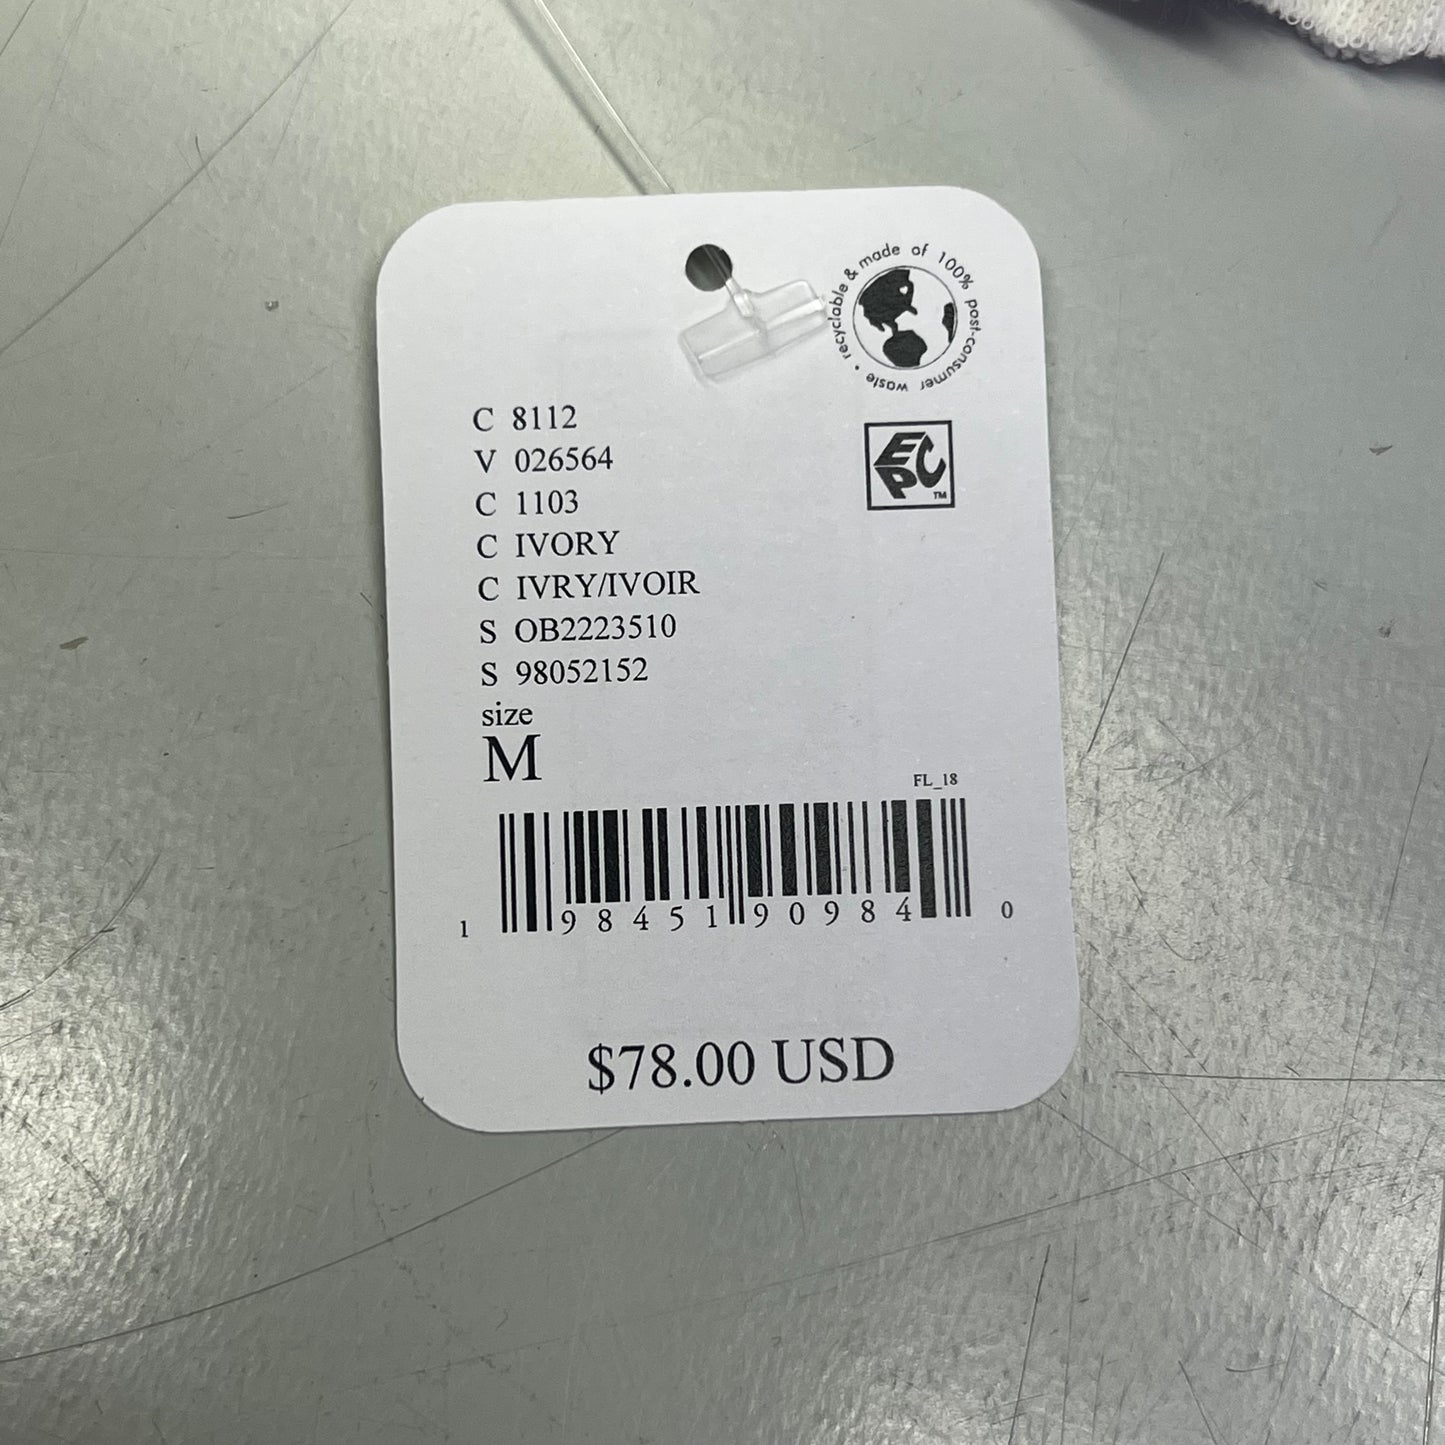 recyclable & made of 100% post-consumer waste •
C 8112
V 026564
EPC™
C 1103
C IVORY
C IVRY/IVOIR
S OB2223510
S 98052152
size
M
FL_18
1 98451 90984 0
$78.00 USD